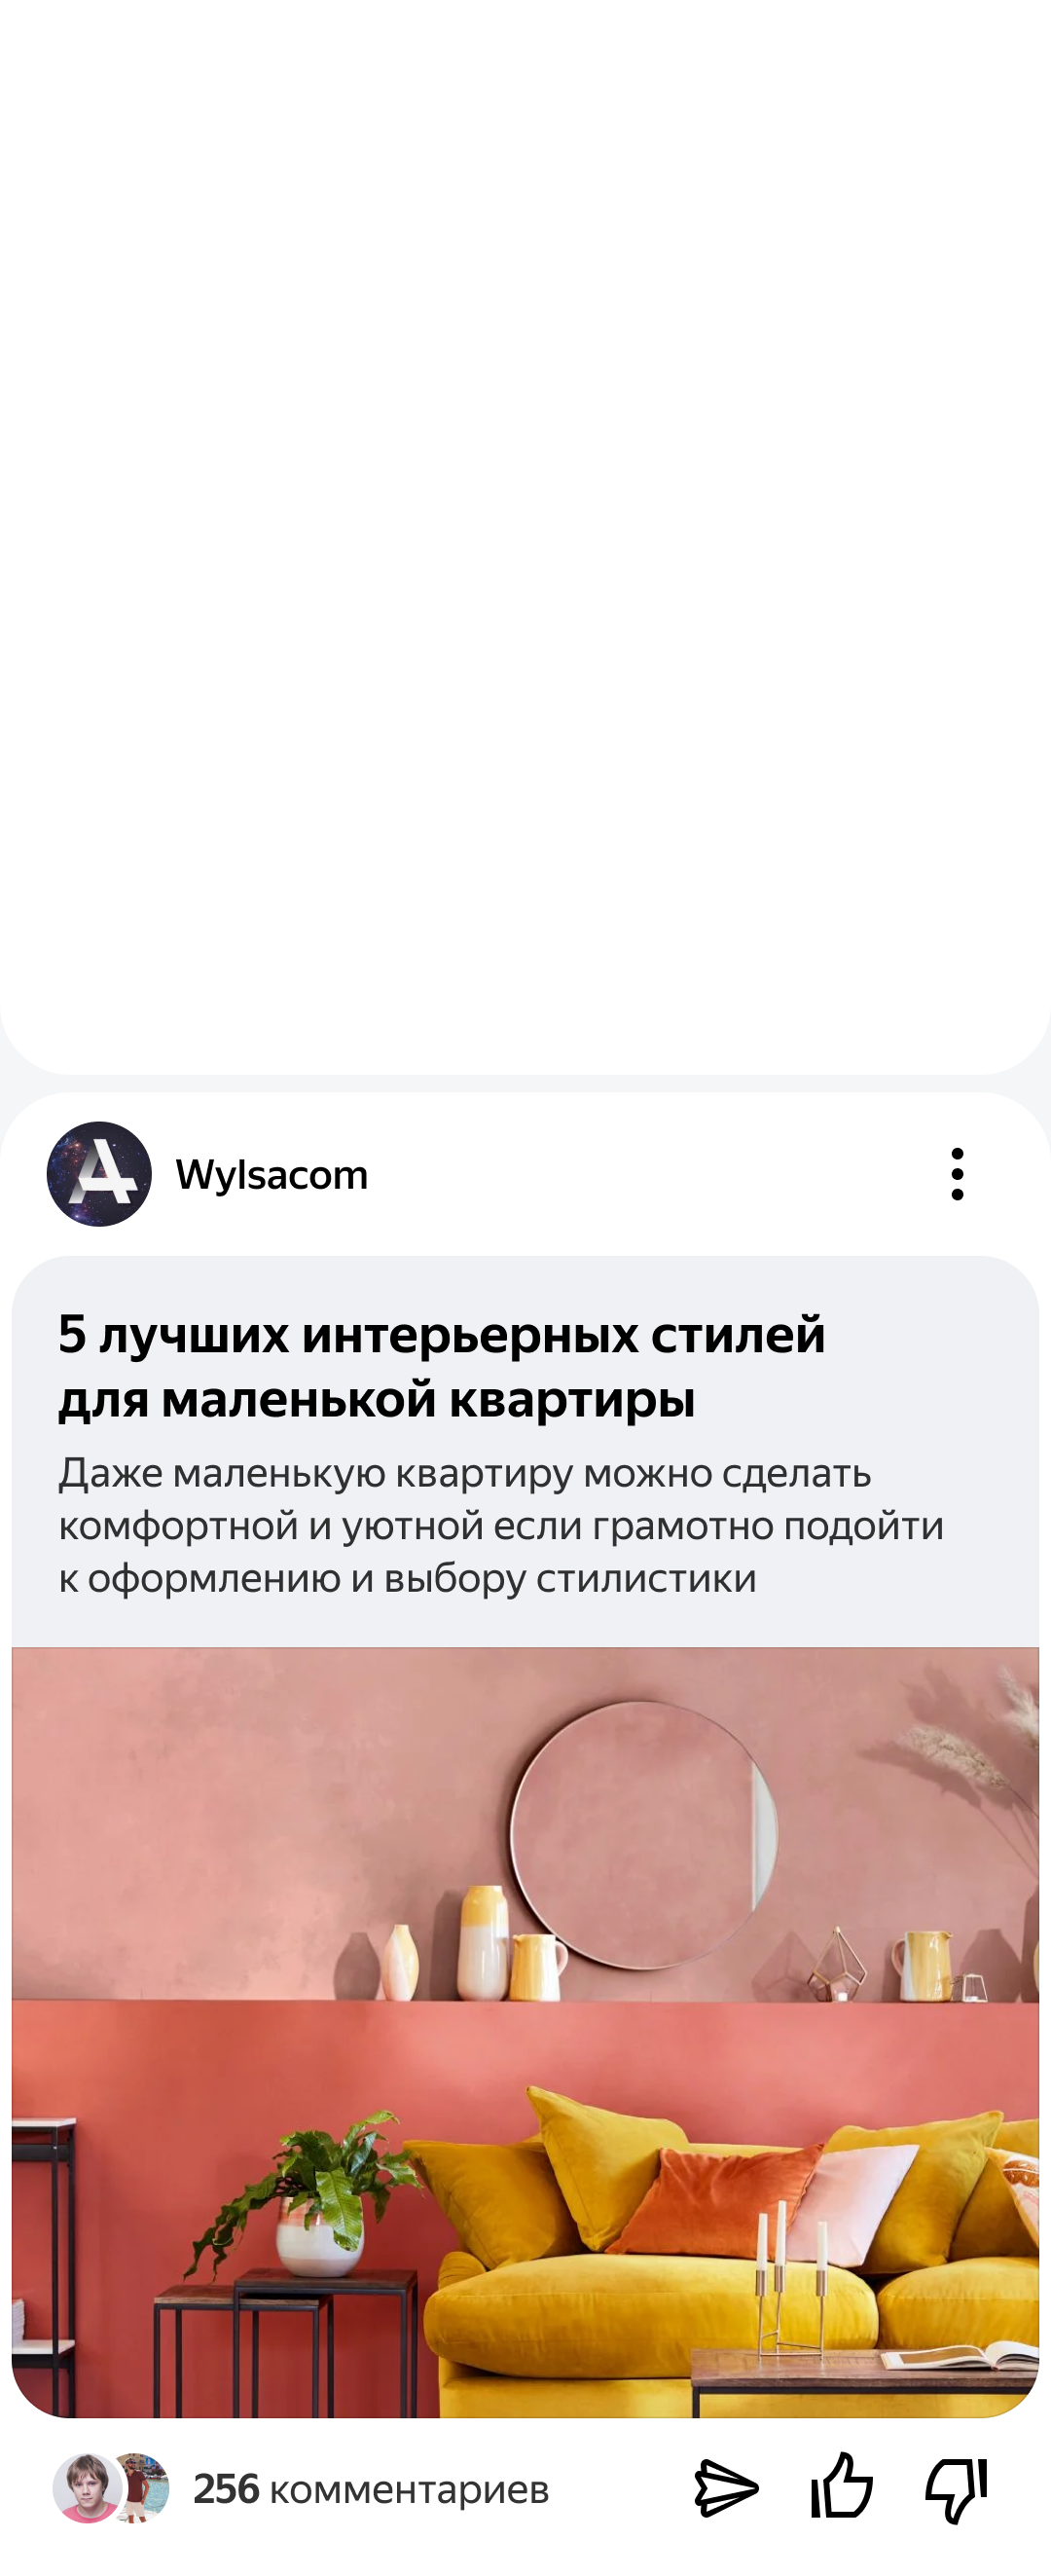 Wylsacom
5 лучших интерьерных стилей
для маленькой квартиры
Даже маленькую квартиру можно сделать
комфортной и уютной если грамотно подойти
к оформлению и выбору стилистики
256 комментариев